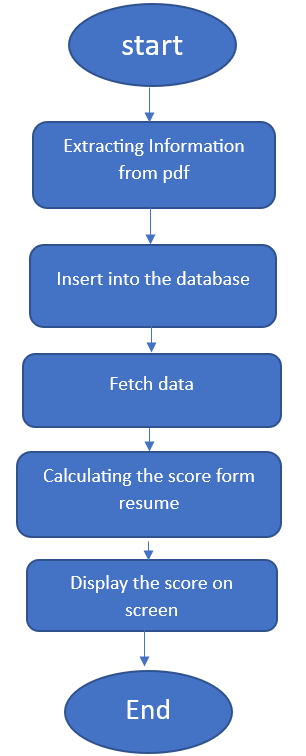 start
Extracting Information
from pdf
Insert into the database
Fetch data
Calculating the score form
resume
Display the score on
screen
End